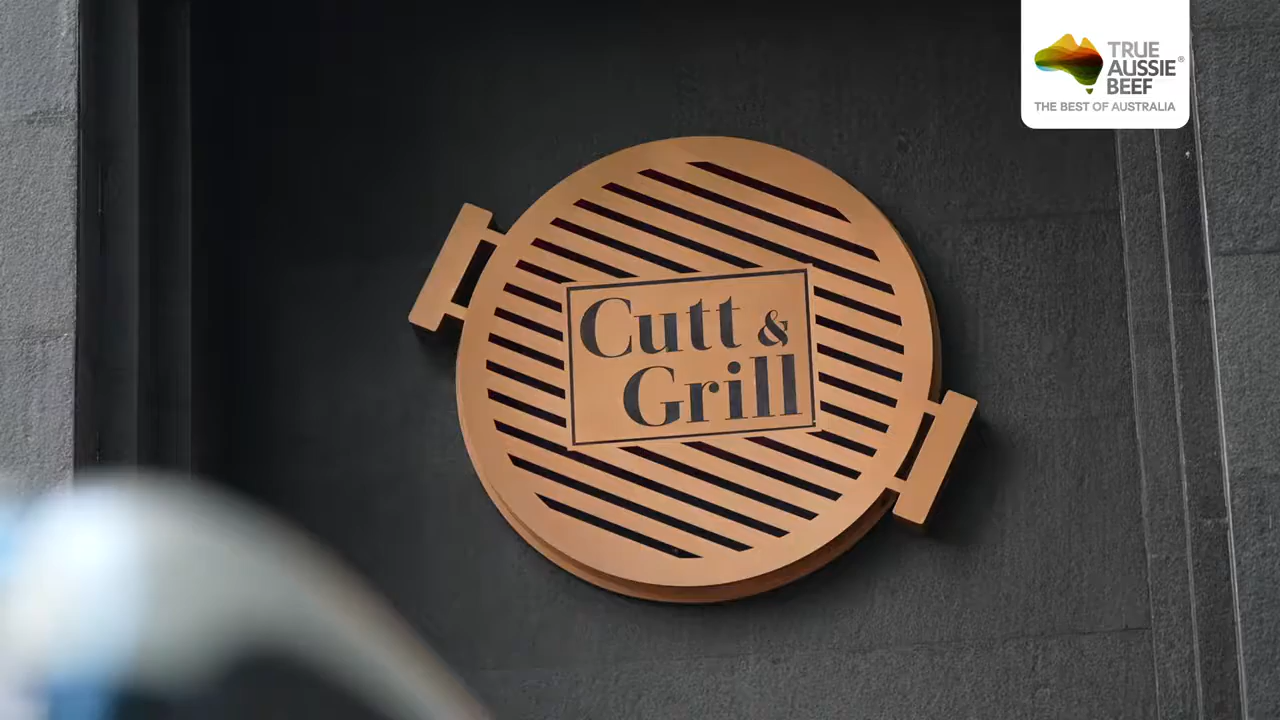 TRUE
AUSSIE®
BEEF
THE BEST OF AUSTRALIA
Cutt &
Grill